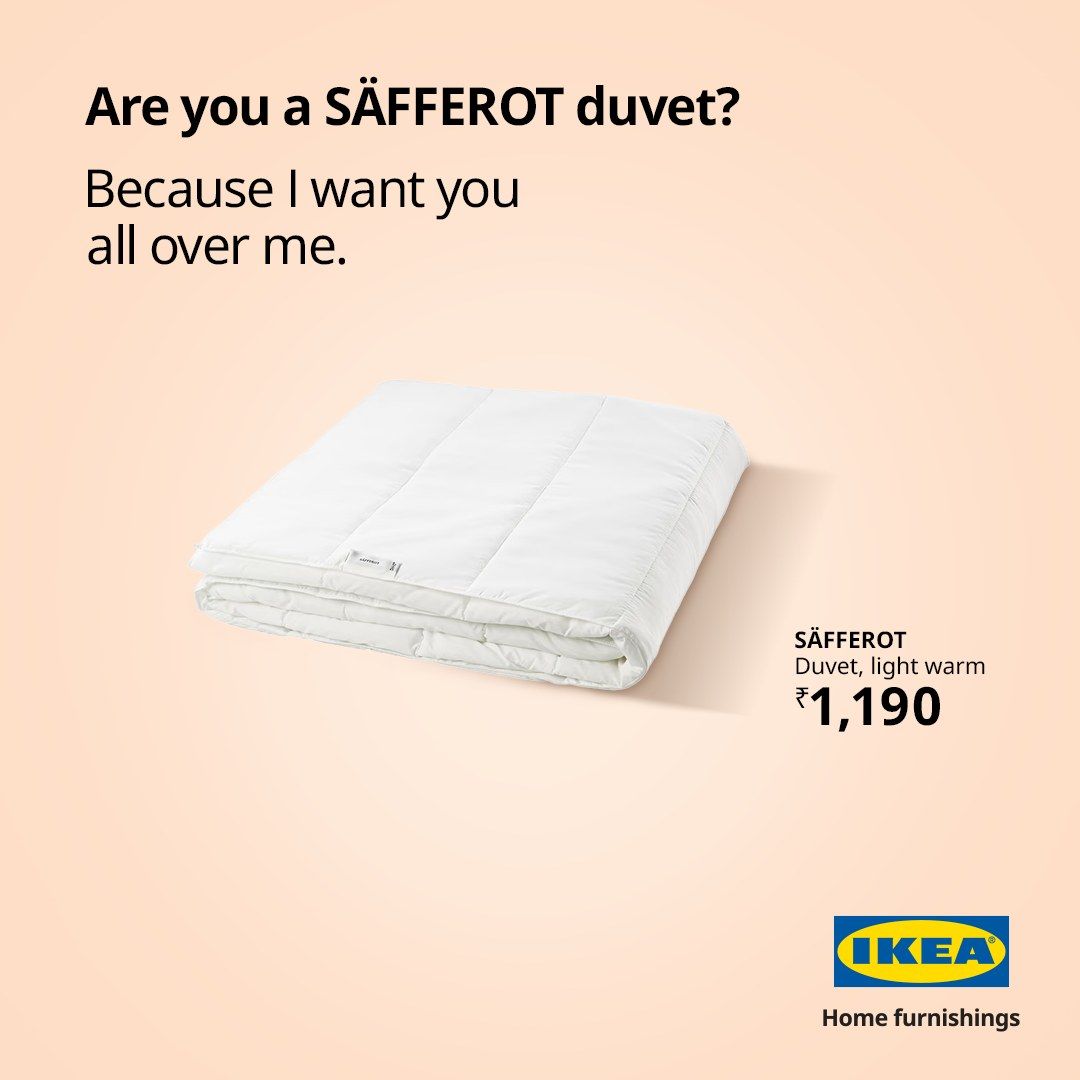 Are you a SÄFFEROT duvet?
Because I want you
all over me.
SÄFFEROT
SÄFFEROT
Duvet, light warm
₹1,190
IKEA®
Home furnishings